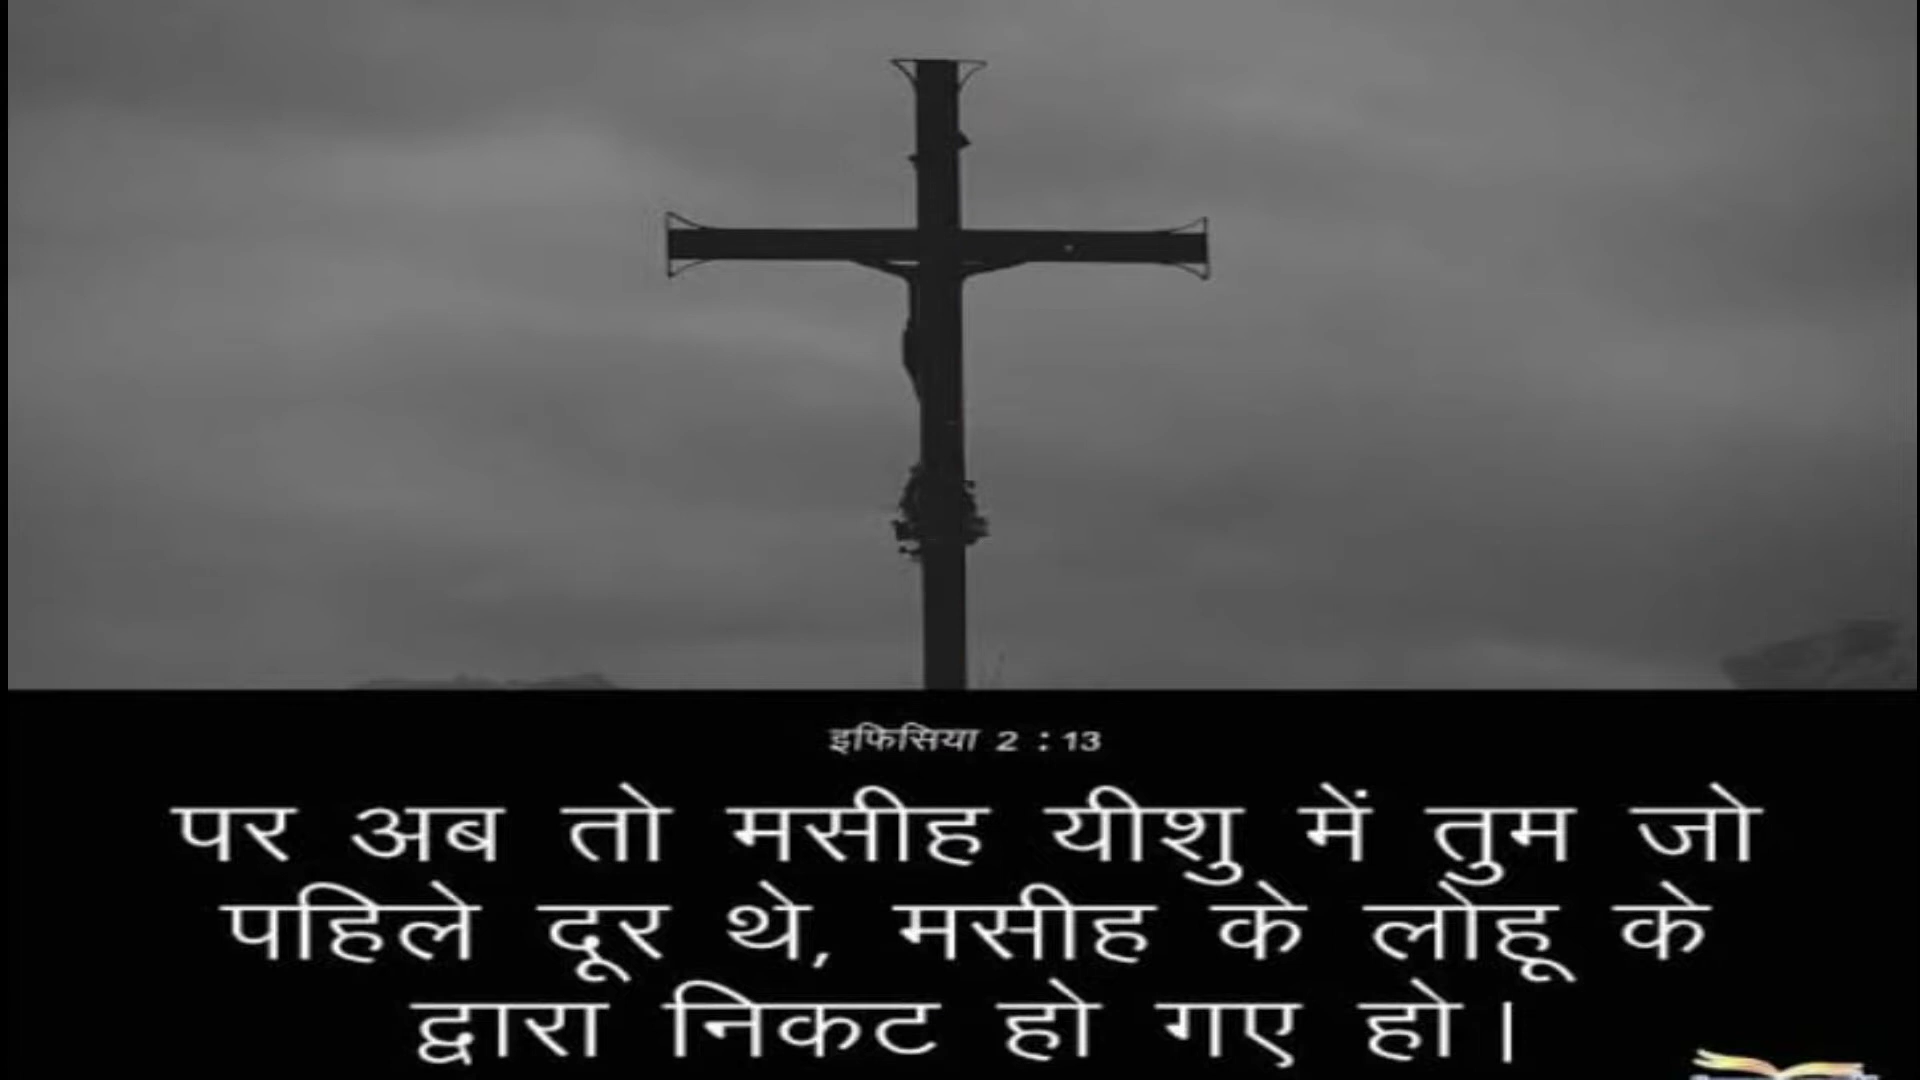 इफिसिया 2 : 13
पर अब तो मसीह यीशु में तुम जो
पहिले दूर थे, मसीह के लोहू के
द्वारा निकट हो गए हो।